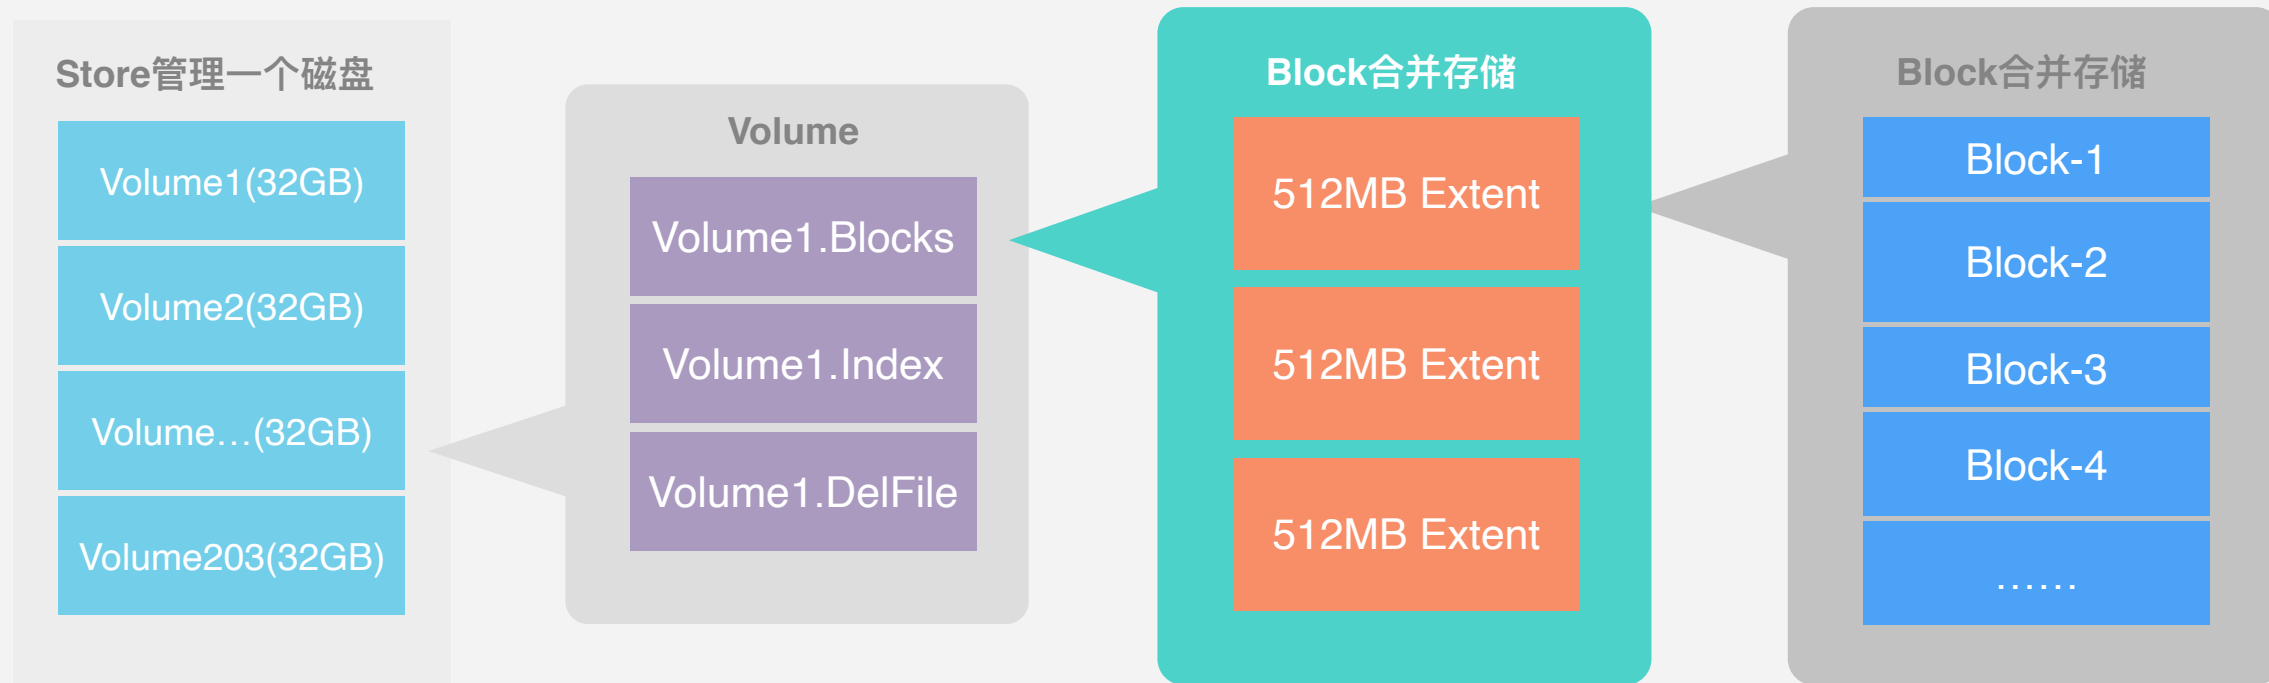 Store管理一个磁盘
Volume1(32GB)
Volume2(32GB)
Volume…(32GB)
Volume203(32GB)
Volume
Volume1.Blocks
Volume1.Index
Volume1.DelFile
Block合并存储
512MB Extent
512MB Extent
512MB Extent
Block合并存储
Block-1
Block-2
Block-3
Block-4
……